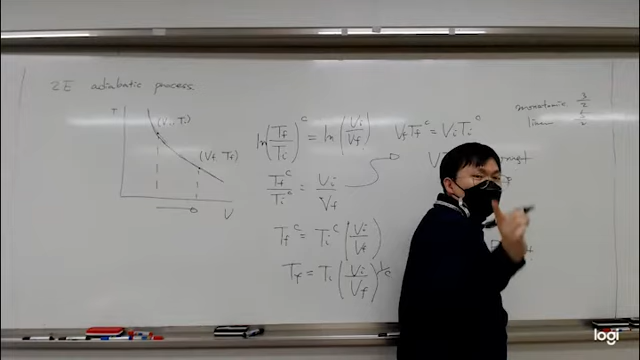 2E adiabatic process.
T
(Vi, Ti)
(Vf, Tf)
V
ln(Tf/Ti)^c = ln(Vi/Vf)
Tf^c/Ti^c = Vi/Vf
Tf^c = Ti^c (Vi/Vf)
Tf = Ti (Vi/Vf)^1/c
Vf Tf^c = Vi Ti^c
monatomic 3/2
linear 5/2
logi